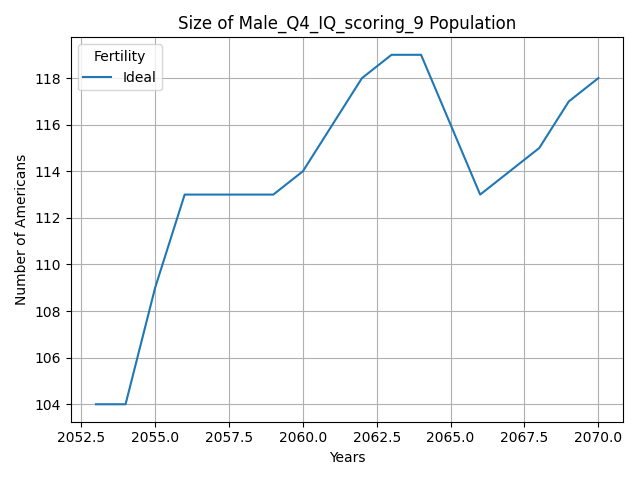 Size of Male_Q4_IQ_scoring_9 Population
Fertility
Ideal
Number of Americans
118
116
114
112
110
108
106
104
2052.5 2055.0 2057.5 2060.0 2062.5 2065.0 2067.5 2070.0
Years